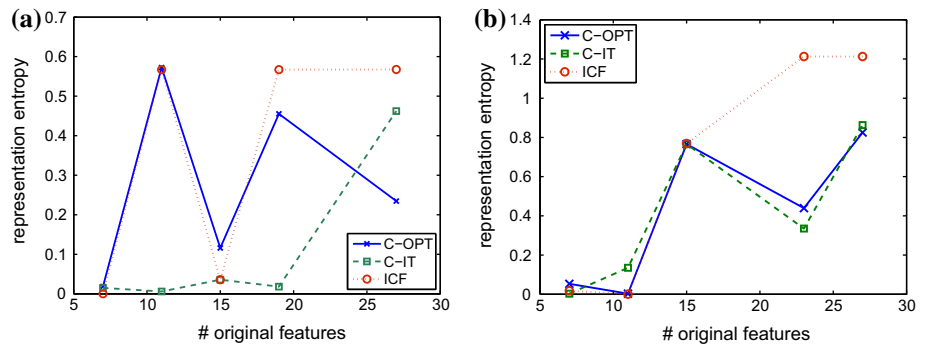 (a)
representation entropy
0.7
0.6
0.5
0.4
0.3
0.2
0.1
0
5 10 15 20 25 30
# original features
C−OPT
C−IT
ICF
(b)
representation entropy
1.4
1.2
1
0.8
0.6
0.4
0.2
0
5 10 15 20 25 30
# original features
C−OPT
C−IT
ICF